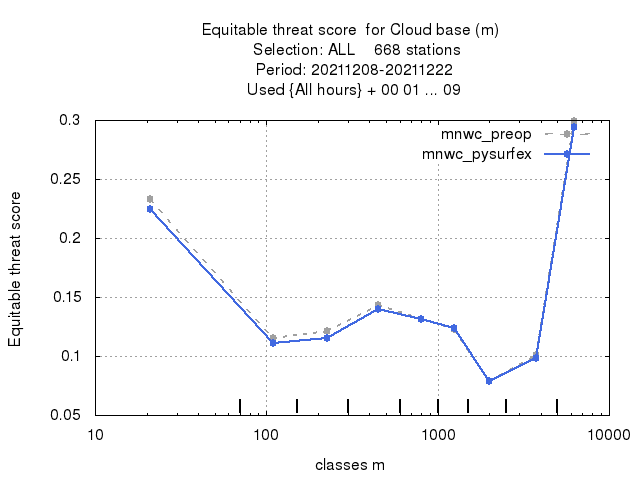 Equitable threat score  for Cloud base (m)
Selection: ALL    668 stations
Period: 20211208-20211222
Used {All hours} + 00 01 ... 09
mnwc_preop
mnwc_pysurfex
0.3
0.25
0.2
0.15
0.1
0.05
Equitable threat score
10
100
1000
10000
classes m